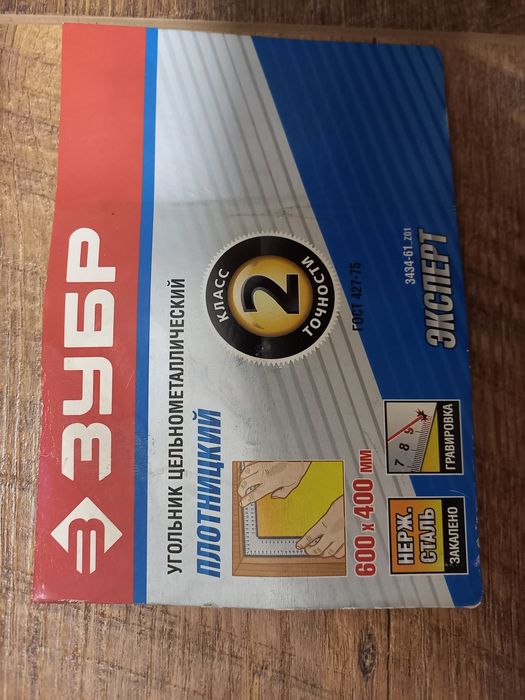 ЗУБР
УГОЛЬНИК ЦЕЛЬНОМЕТАЛЛИЧЕСКИЙ
ПЛОТНИЦКИЙ
КЛАСС
2
ТОЧНОСТИ
ГОСТ 427-75
600 x 400 мм
НЕРЖ.
СТАЛЬ
ЗАКАЛЕНО
7 8 9
ГРАВИРОВКА
3434-61_z01
ЭКСПЕРТ